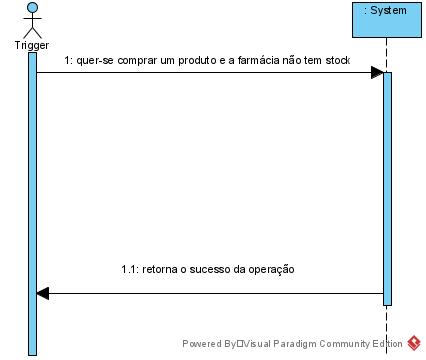 : System
Trigger
1: quer-se comprar um produto e a farmácia não tem stock
1.1: retorna o sucesso da operação
Powered By□Visual Paradigm Community Edition